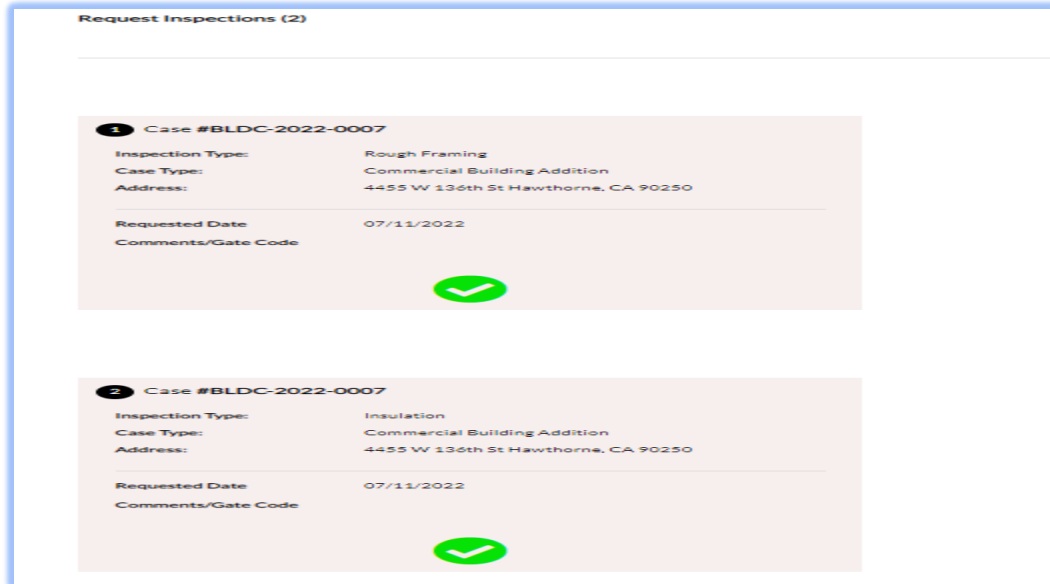 Request Inspections (2)
1 Case #BLDC-2022-0007
Inspection Type: Rough Framing
Case Type: Commercial Building Addition
Address: 4455 W 136th St Hawthorne, CA 90250
Requested Date 07/11/2022
Comments/Gate Code
2 Case #BLDC-2022-0007
Inspection Type: Insulation
Case Type: Commercial Building Addition
Address: 4455 W 136th St Hawthorne, CA 90250
Requested Date 07/11/2022
Comments/Gate Code